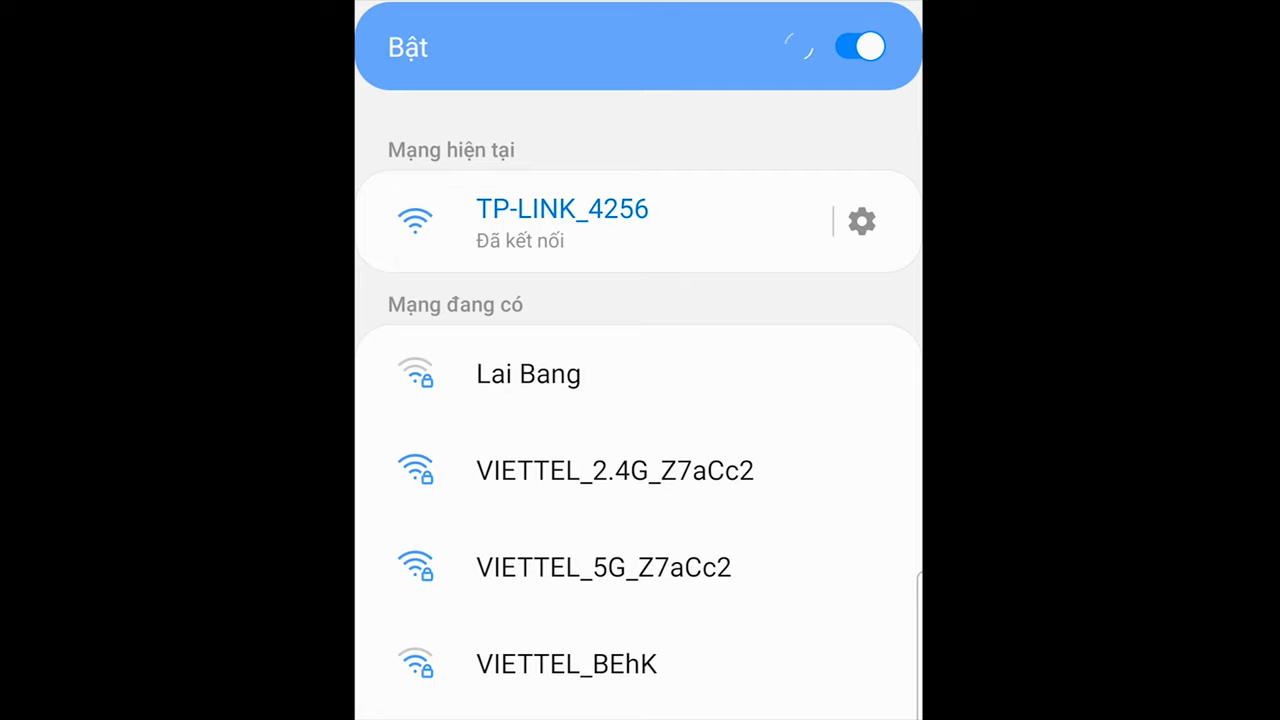 Bật
Mạng hiện tại
TP-LINK_4256
Đã kết nối
Mạng đang có
Lai Bang
VIETTEL_2.4G_Z7aCc2
VIETTEL_5G_Z7aCc2
VIETTEL_BEhK